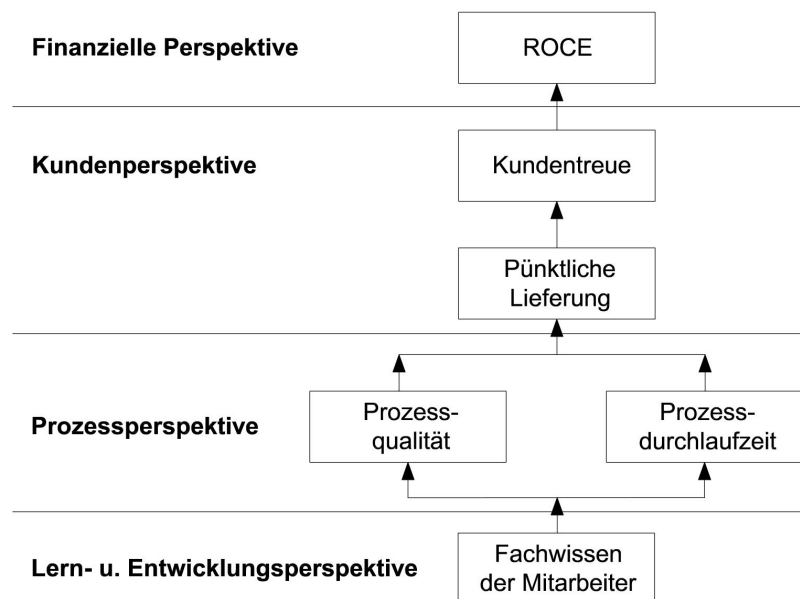 Finanzielle Perspektive
ROCE
Kundenperspektive
Kundentreue
Pünktliche
Lieferung
Prozessperspektive
Prozess-
qualität
Prozess-
durchlaufzeit
Lern- u. Entwicklungsperspektive
Fachwissen
der Mitarbeiter